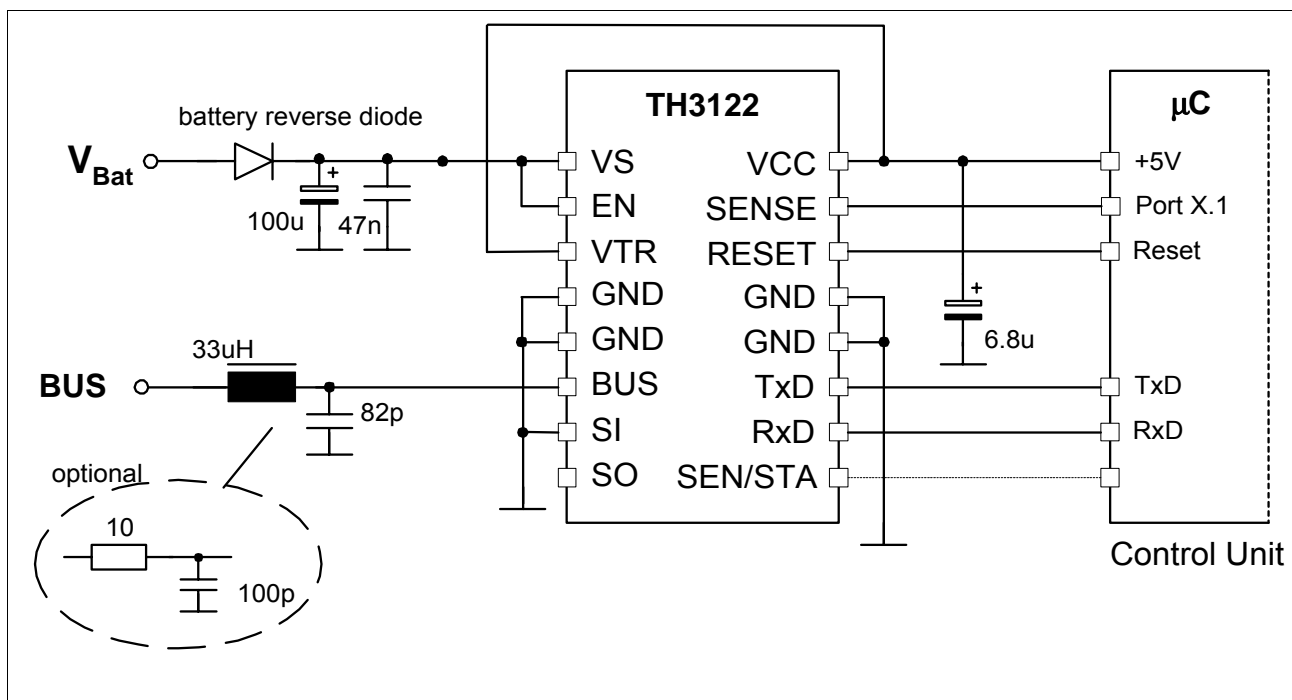 battery reverse diode
VBat
100u
+
47n
TH3122
VS
EN
VTR
GND
GND
BUS
SI
SO
VCC
SENSE
RESET
GND
GND
TxD
RxD
SEN/STA
+
6.8u
μC
+5V
Port X.1
Reset
TxD
RxD
Control Unit
BUS
33uH
82p
optional
10
100p